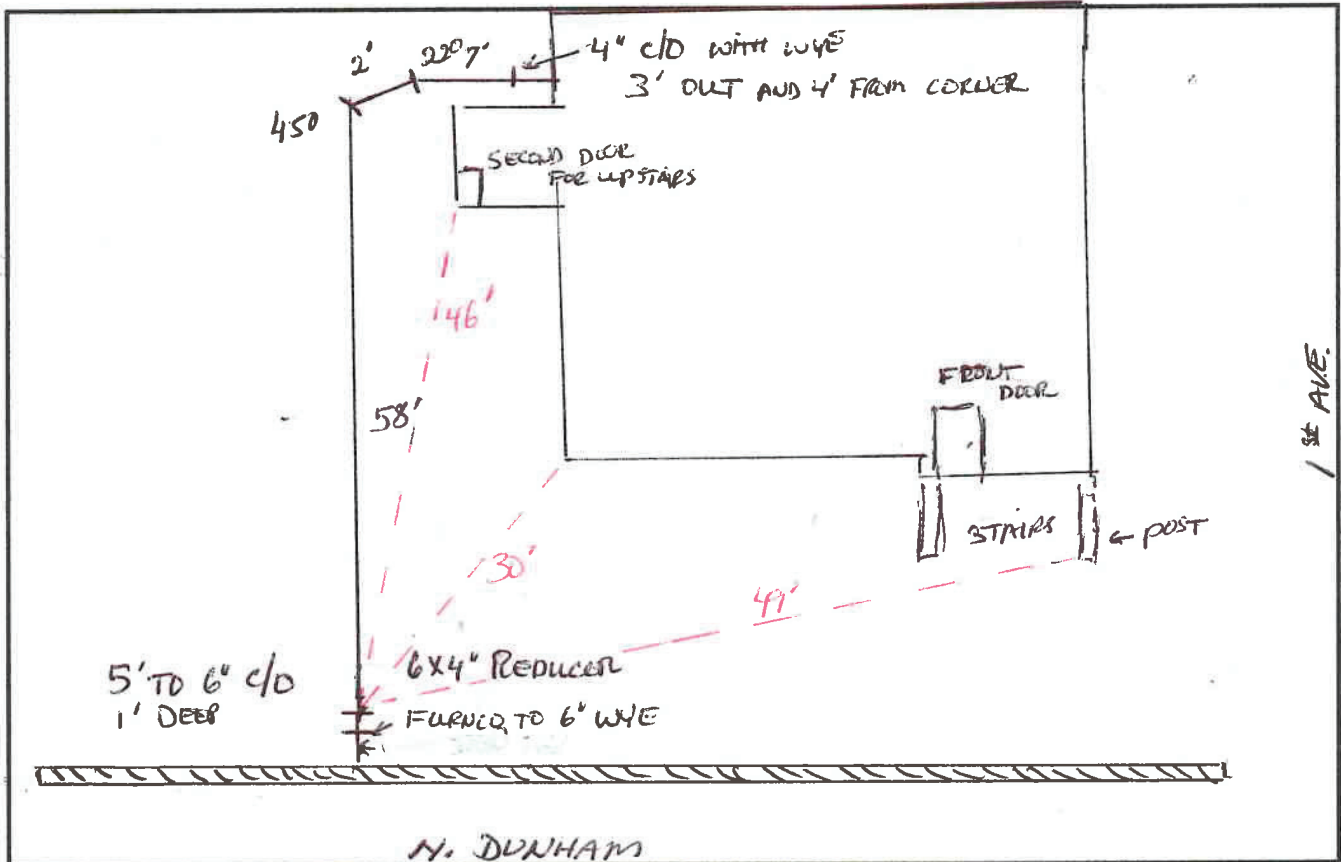 2' 22° 7' 4" C/O WITH WYE
3' OUT AND 4' FROM CORNER
45°
SECOND DOOR
FOR UPSTAIRS
46'
58'
FRONT
DOOR
1 ST AVE.
STAIRS ← POST
30'
49'
6X4" REDUCER
5' TO 6" C/O
1' DEEP
FURNCO TO 6" WYE
N. DUNHAM